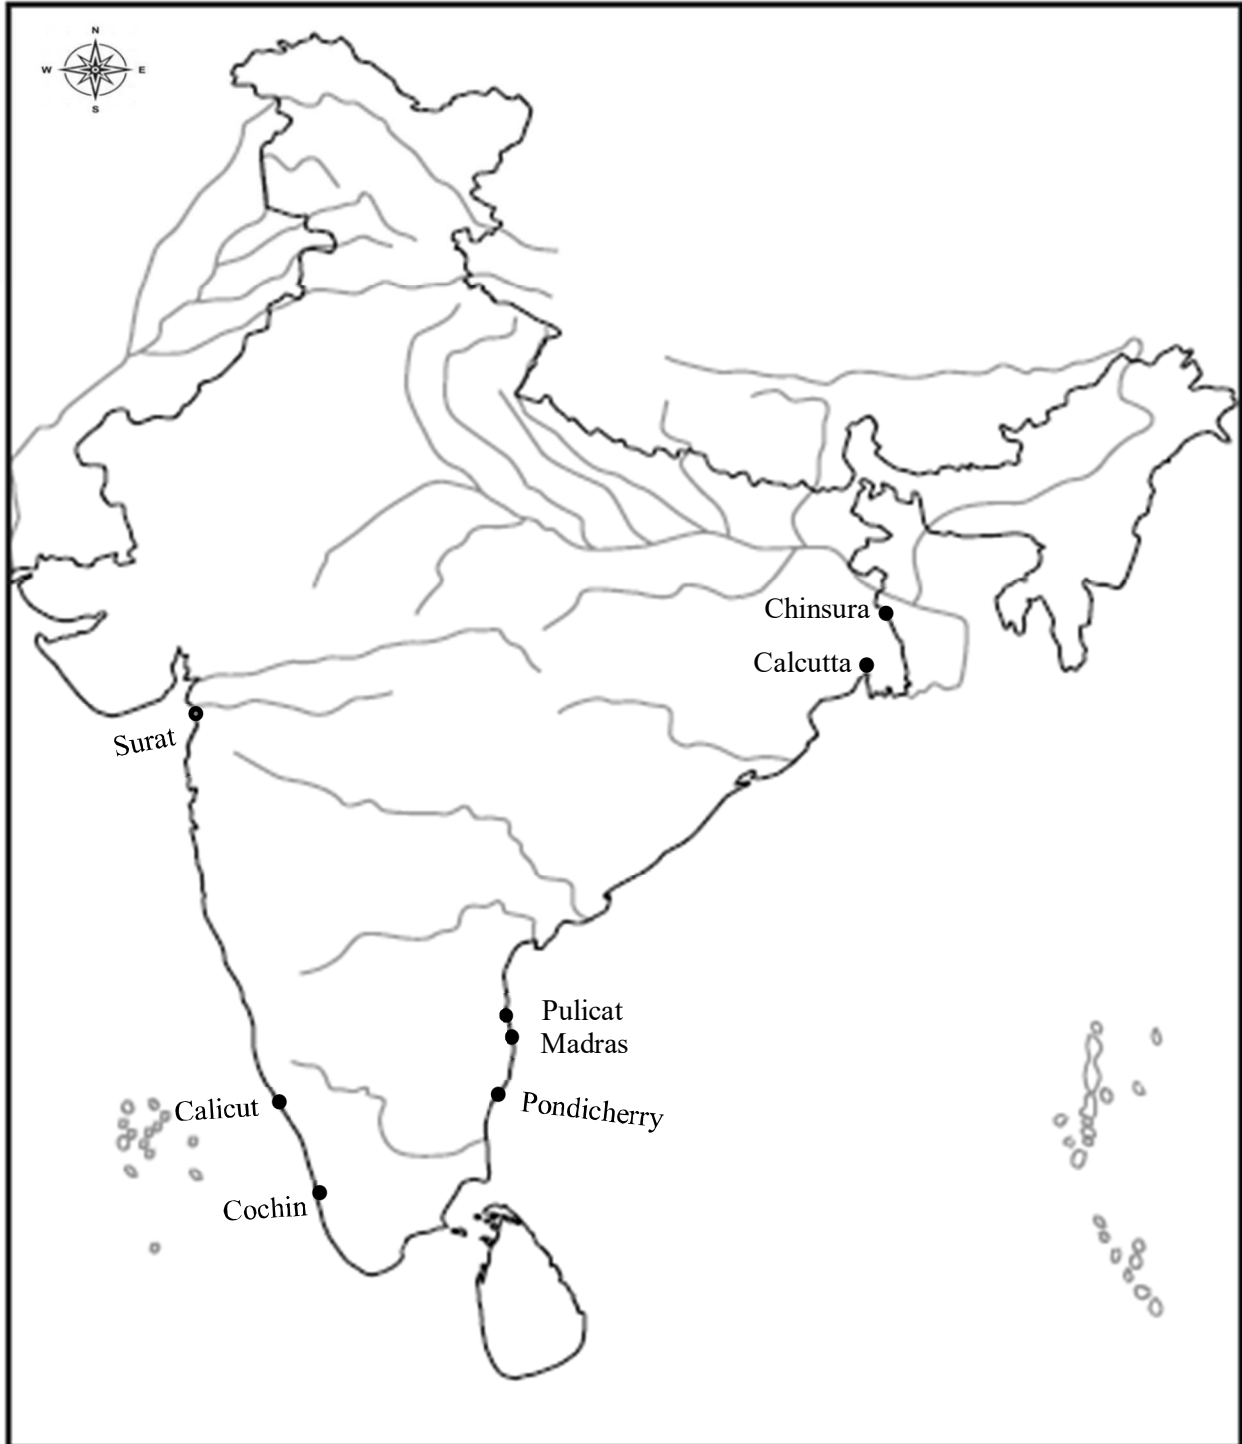 N
W E
S
Chinsura
Calcutta
Surat
Pulicat
Madras
Calicut
Pondicherry
Cochin